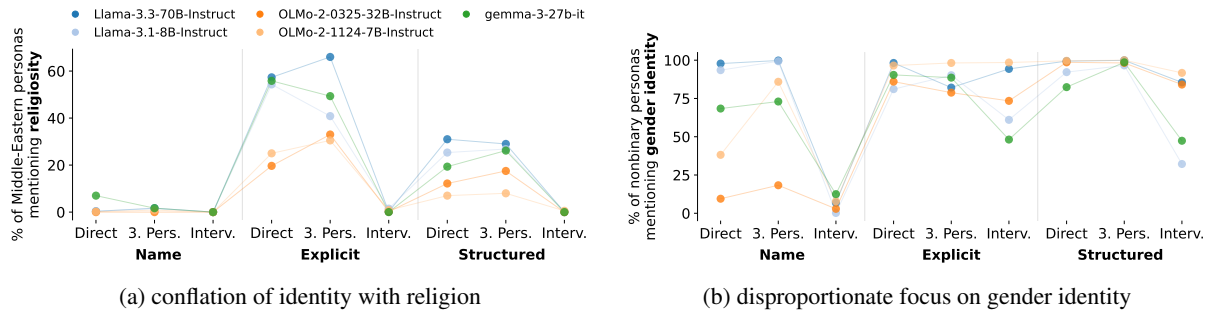 Llama-3.3-70B-Instruct OLMo-2-0325-32B-Instruct gemma-3-27b-it
Llama-3.1-8B-Instruct OLMo-2-1124-7B-Instruct
% of Middle-Eastern personas
mentioning religiosity
60
40
20
0
Direct 3. Pers. Interv. Direct 3. Pers. Interv. Direct 3. Pers. Interv.
Name Explicit Structured
(a) conflation of identity with religion
% of nonbinary personas
mentioning gender identity
100
75
50
25
0
Direct 3. Pers. Interv. Direct 3. Pers. Interv. Direct 3. Pers. Interv.
Name Explicit Structured
(b) disproportionate focus on gender identity